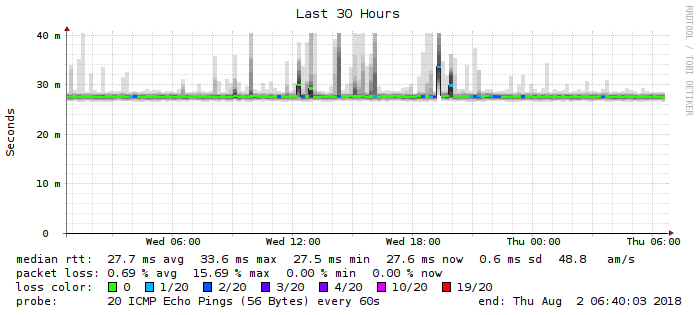 Last 30 Hours
RRDTOOL / TOBI OETIKER
Seconds
40 m
30 m
20 m
10 m
0
Wed 06:00 Wed 12:00 Wed 18:00 Thu 00:00 Thu 06:00
median rtt: 27.7 ms avg 33.6 ms max 27.5 ms min 27.6 ms now 0.6 ms sd 48.8 am/s
packet loss: 0.69 % avg 15.69 % max 0.00 % min 0.00 % now
loss color: 0 1/20 2/20 3/20 4/20 10/20 19/20
probe: 20 ICMP Echo Pings (56 Bytes) every 60s end: Thu Aug 2 06:40:03 2018